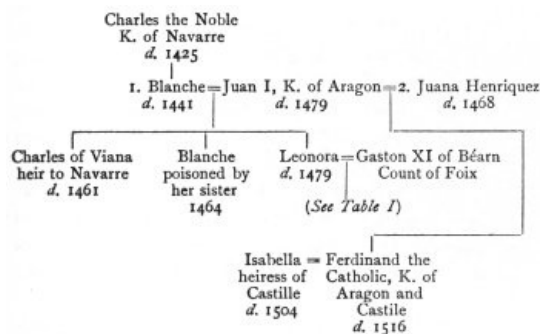 Charles the Noble
K. of Navarre
d. 1425
1. Blanche = Juan I, K. of Aragon = 2. Juana Henriquez
d. 1441 d. 1479 d. 1468
Charles of Viana Blanche Leonora = Gaston XI of Béarn
heir to Navarre poisoned by d. 1479 Count of Foix
d. 1461 her sister
1464 (See Table I)
Isabella = Ferdinand the
heiress of Catholic, K. of
Castille Aragon and
d. 1504 Castile
d. 1516